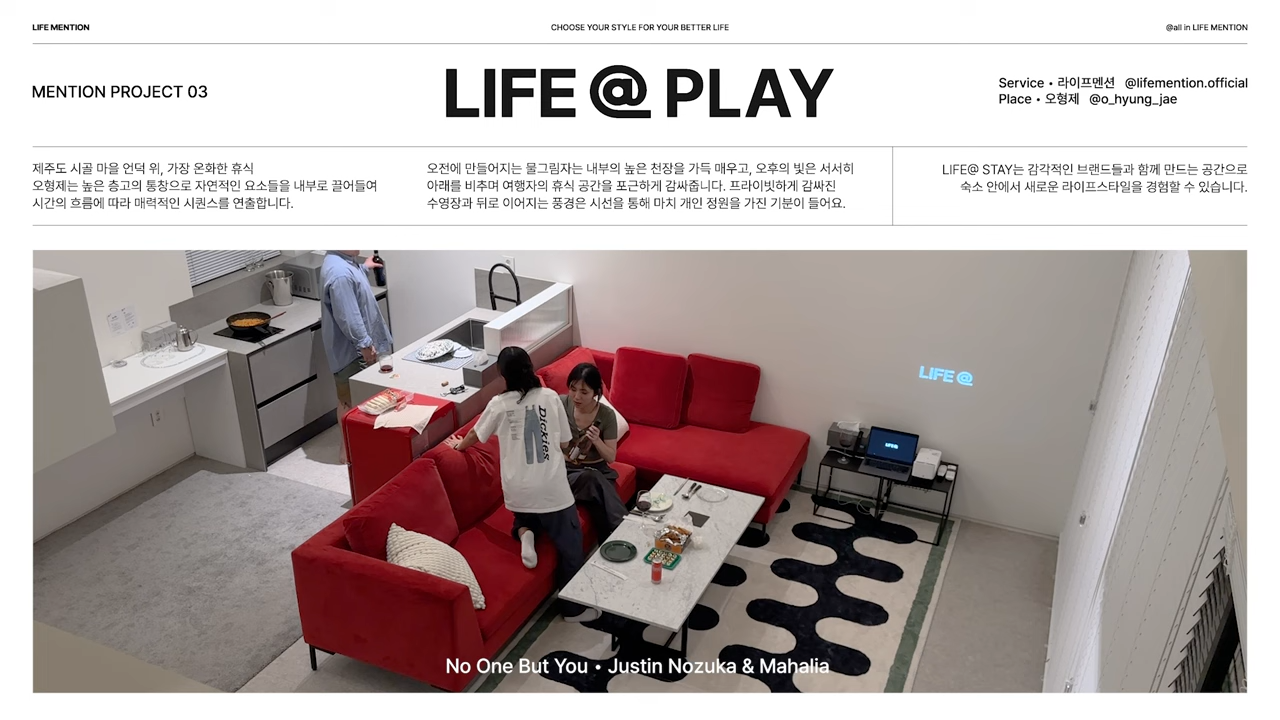 LIFE MENTION
CHOOSE YOUR STYLE FOR YOUR BETTER LIFE
@all in LIFE MENTION
MENTION PROJECT 03
LIFE @ PLAY
Service • 라이프멘션 @lifemention.official
Place • 오형제 @o_hyung_jae
제주도 시골 마을 언덕 위, 가장 온화한 휴식
오형제는 높은 층고의 통창으로 자연적인 요소들을 내부로 끌어들여
시간의 흐름에 따라 매력적인 시퀀스를 연출합니다.
오전에 만들어지는 물그림자는 내부의 높은 천장을 가득 매우고, 오후의 빛은 서서히
아래를 비추며 여행자의 휴식 공간을 포근하게 감싸줍니다. 프라이빗하게 감싸진
수영장과 뒤로 이어지는 풍경은 시선을 통해 마치 개인 정원을 가진 기분이 들어요.
LIFE@ STAY는 감각적인 브랜드들과 함께 만드는 공간으로
숙소 안에서 새로운 라이프스타일을 경험할 수 있습니다.
LIFE @
Dickies
No One But You • Justin Nozuka & Mahalia